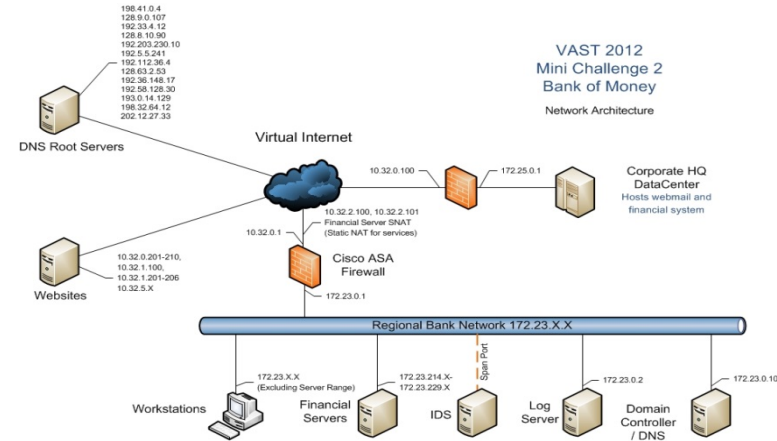 198.41.0.4
128.9.0.107
192.33.4.12
128.8.10.90
192.203.230.10
192.5.5.241
192.112.36.4
128.63.2.53
192.36.148.17
192.58.128.30
193.0.14.129
198.32.64.12
202.12.27.33
DNS Root Servers
VAST 2012
Mini Challenge 2
Bank of Money
Network Architecture
Virtual Internet
10.32.0.100
172.25.0.1
Corporate HQ
DataCenter
Hosts webmail and
financial system
10.32.2.100, 10.32.2.101
Financial Server SNAT
(Static NAT for services)
10.32.0.1
Cisco ASA
Firewall
172.23.0.1
10.32.0.201-210,
10.32.1.100,
10.32.1.201-206
10.32.5.X
Websites
Regional Bank Network 172.23.X.X
Span Port
172.23.X.X
(Excluding Server Range)
Workstations
172.23.214.X-
172.23.229.X
Financial
Servers
IDS
172.23.0.2
Log
Server
172.23.0.10
Domain
Controller
/ DNS